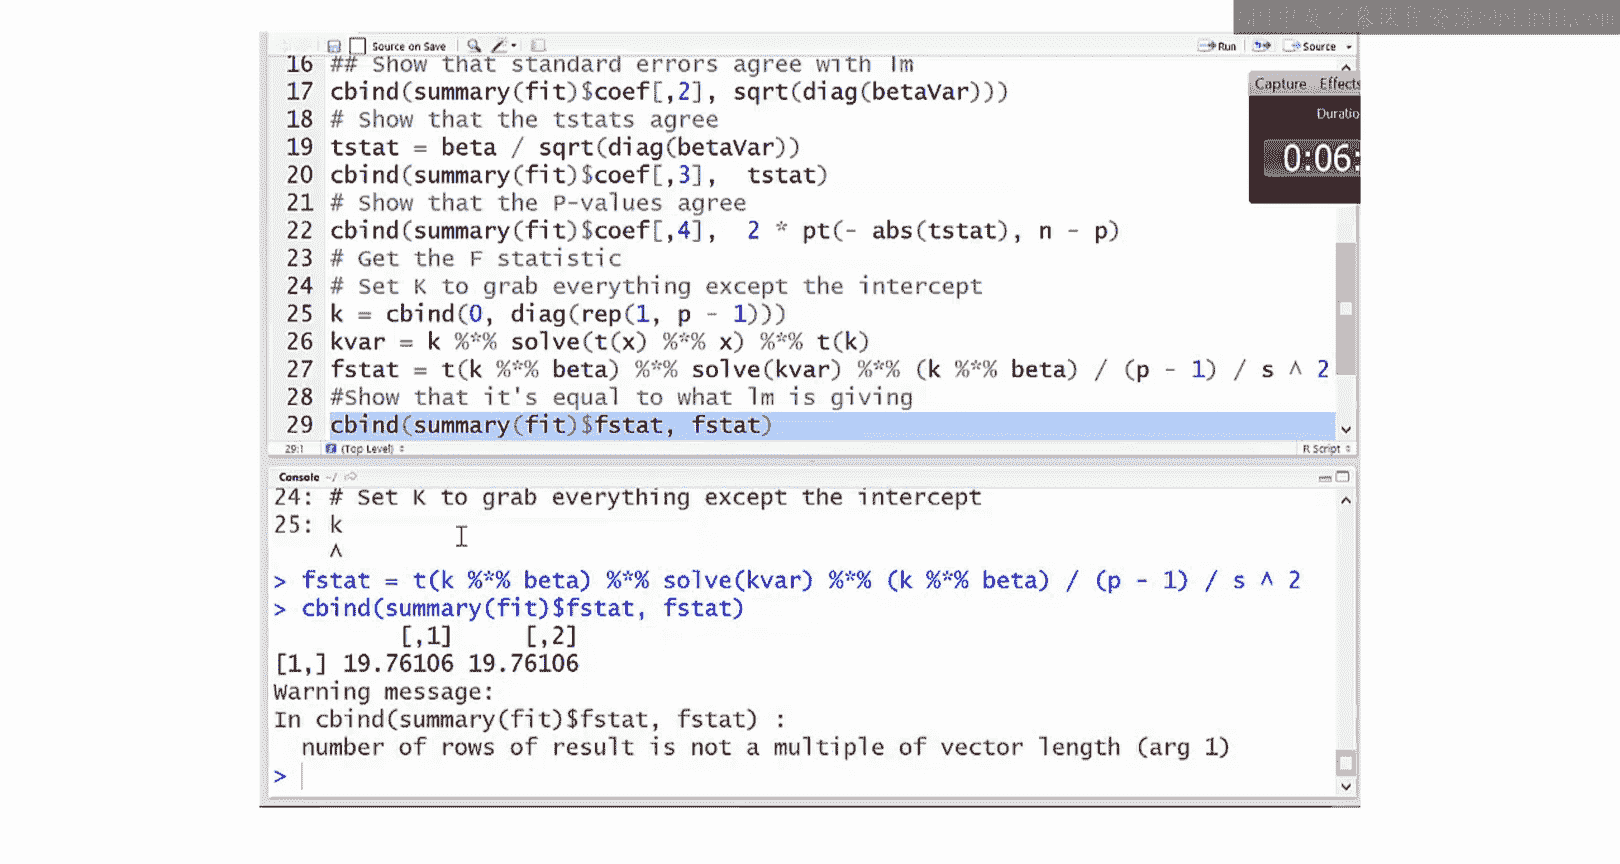 Source on Save
Run
Source
16 ## Show that standard errors agree with lm
17 cbind(summary(fit)$coef[,2], sqrt(diag(betaVar)))
18 # Show that the tstats agree
19 tstat = beta / sqrt(diag(betaVar))
20 cbind(summary(fit)$coef[,3],  tstat)
21 # Show that the P-values agree
22 cbind(summary(fit)$coef[,4],  2 * pt(- abs(tstat), n - p)
23 # Get the F statistic
24 # Set K to grab everything except the intercept
25 k = cbind(0, diag(rep(1, p - 1)))
26 kvar = k %*% solve(t(x) %*% x) %*% t(k)
27 fstat = t(k %*% beta) %*% solve(kvar) %*% (k %*% beta) / (p - 1) / s ^ 2
28 #Show that it's equal to what lm is giving
29 cbind(summary(fit)$fstat, fstat)
29:1 (Top Level) R Script
Capture Effects
Duratio
0:06:
Console ~/
24: # Set K to grab everything except the intercept
25: k
^
> fstat = t(k %*% beta) %*% solve(kvar) %*% (k %*% beta) / (p - 1) / s ^ 2
> cbind(summary(fit)$fstat, fstat)
[,1] [,2]
[1,] 19.76106 19.76106
Warning message:
In cbind(summary(fit)$fstat, fstat) :
number of rows of result is not a multiple of vector length (arg 1)
>